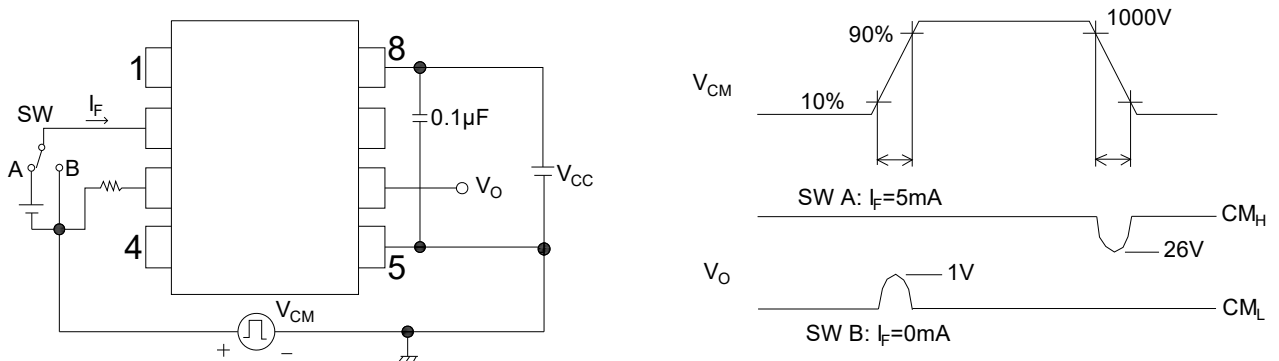 1
8
SW
I_F
A
B
0.1μF
V_CC
V_O
4
5
V_CM
+
−
90%
1000V
V_CM
10%
SW A: I_F=5mA
CM_H
26V
V_O
1V
CM_L
SW B: I_F=0mA